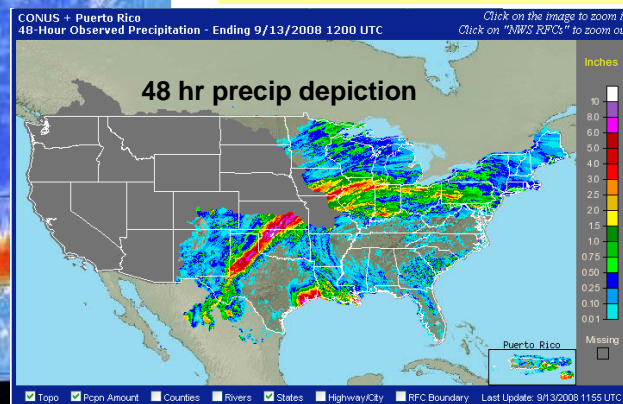 CONUS + Puerto Rico
48-Hour Observed Precipitation - Ending 9/13/2008 1200 UTC
Click on the image to zoom i
Click on "NWS RFCs" to zoom ou
48 hr precip depiction
Inches
10
8.0
6.0
5.0
4.0
3.0
2.5
2.0
1.5
1.0
0.75
0.50
0.25
0.10
0.01
Missing
Puerto Rico
Topo Pcpn Amount Counties Rivers States Highway/City RFC Boundary Last Update: 9/13/2008 1155 UTC